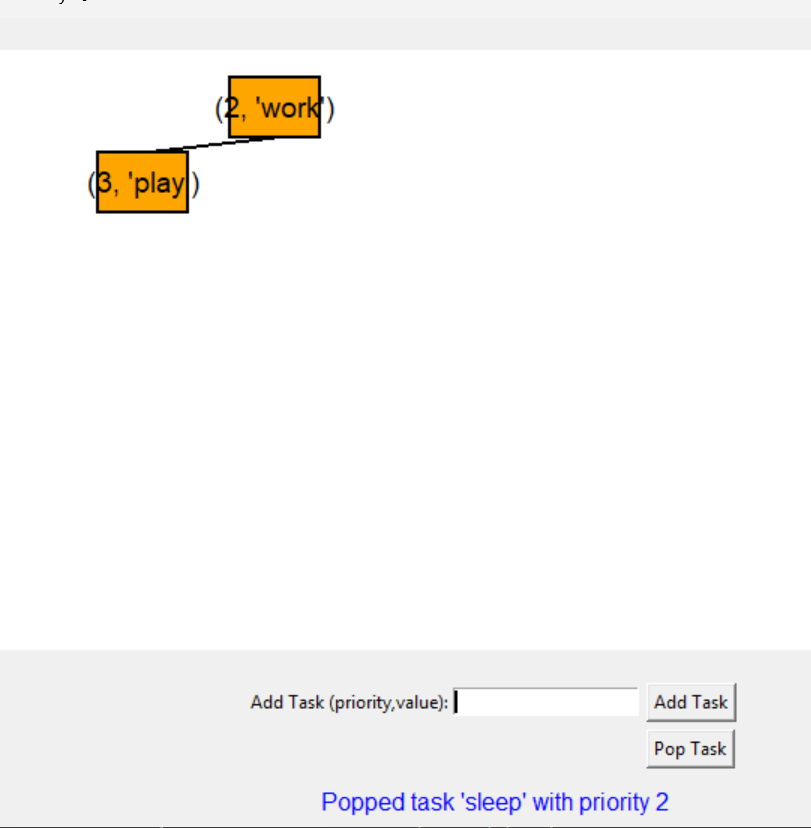 (2, 'work')
(3, 'play )
Add Task (priority,value):
Add Task
Pop Task
Popped task 'sleep' with priority 2